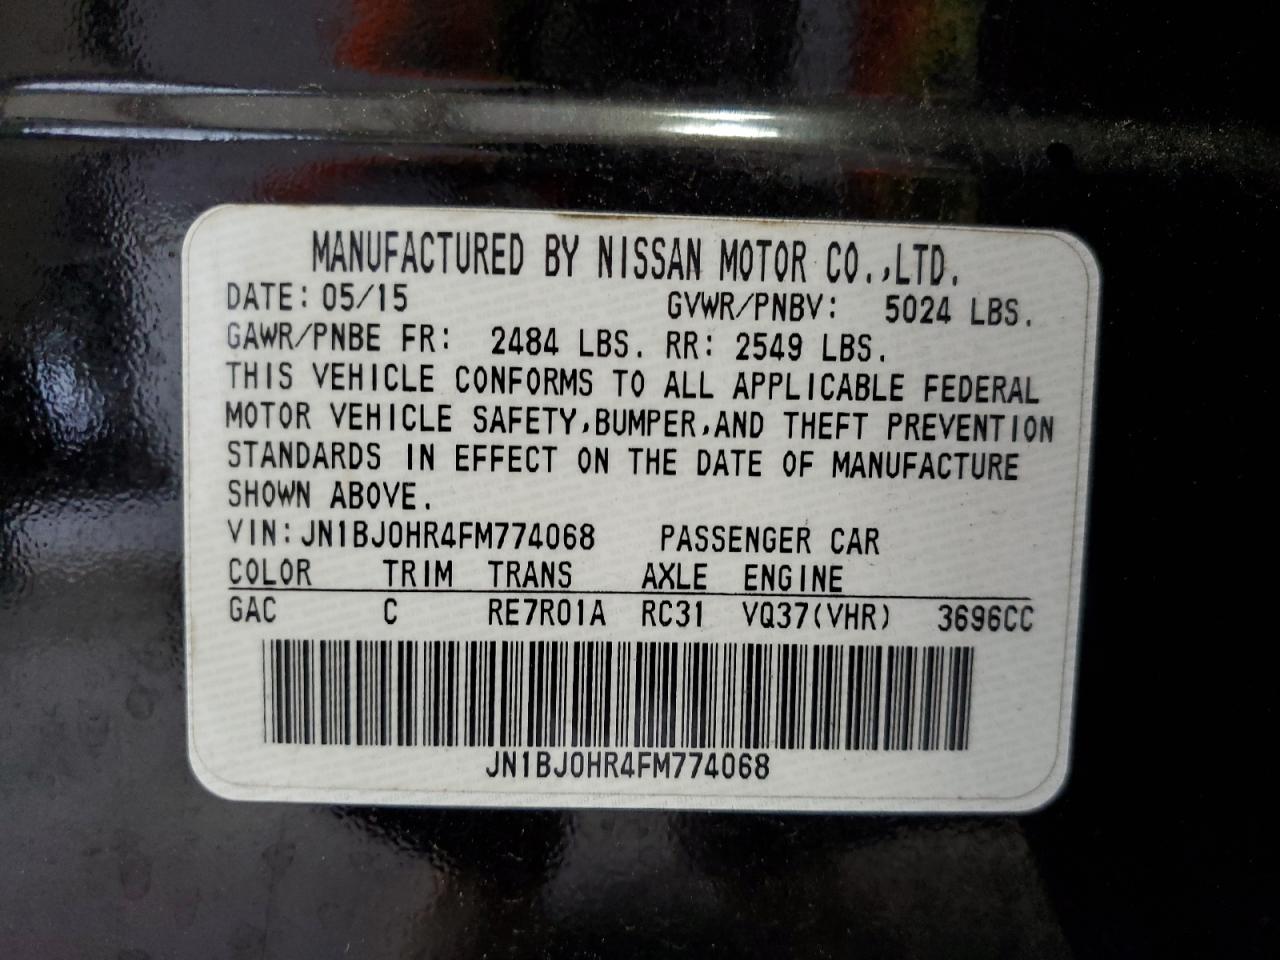 MANUFACTURED BY NISSAN MOTOR CO.,LTD.
DATE: 05/15 GVWR/PNBV: 5024 LBS.
GAWR/PNBE FR: 2484 LBS. RR: 2549 LBS.
THIS VEHICLE CONFORMS TO ALL APPLICABLE FEDERAL
MOTOR VEHICLE SAFETY,BUMPER,AND THEFT PREVENTION
STANDARDS IN EFFECT ON THE DATE OF MANUFACTURE
SHOWN ABOVE.
VIN:JN1BJ0HR4FM774068 PASSENGER CAR
COLOR TRIM TRANS AXLE ENGINE
GAC C RE7R01A RC31 VQ37(VHR) 3696CC
JN1BJ0HR4FM774068